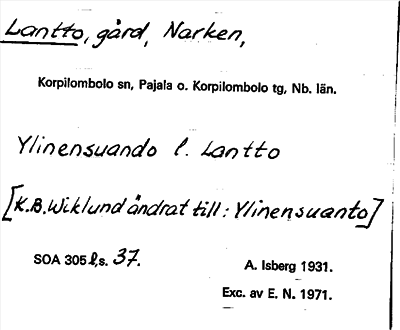 Lantto, gård, Narken,
Korpilombolo sn, Pajala o. Korpilombolo tg, Nb. län.
Ylinensuando l. Lantto
[K.B.Wiklund ändrat till: Ylinensuanto]
SOA 305 l,s. 37.
A. Isberg 1931.
Exc. av E. N. 1971.